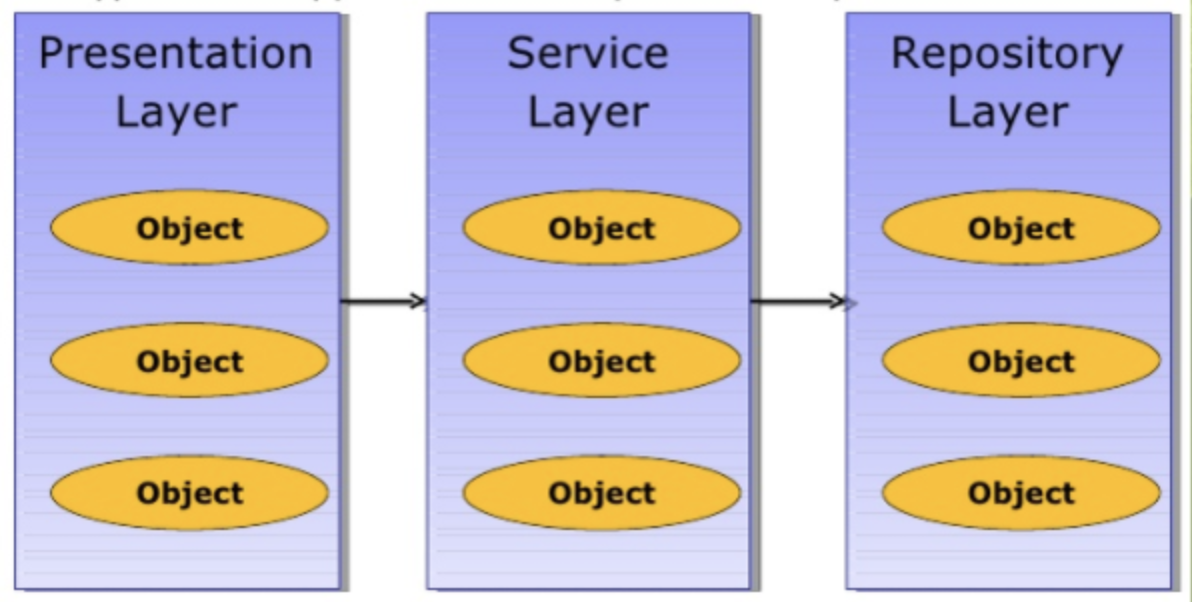 Presentation
Layer
Object
Object
Object
Service
Layer
Object
Object
Object
Repository
Layer
Object
Object
Object